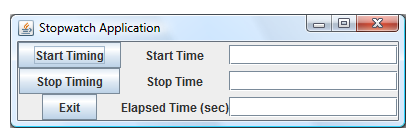 Stopwatch Application
Start Timing Start Time
Stop Timing Stop Time
Exit Elapsed Time (sec)